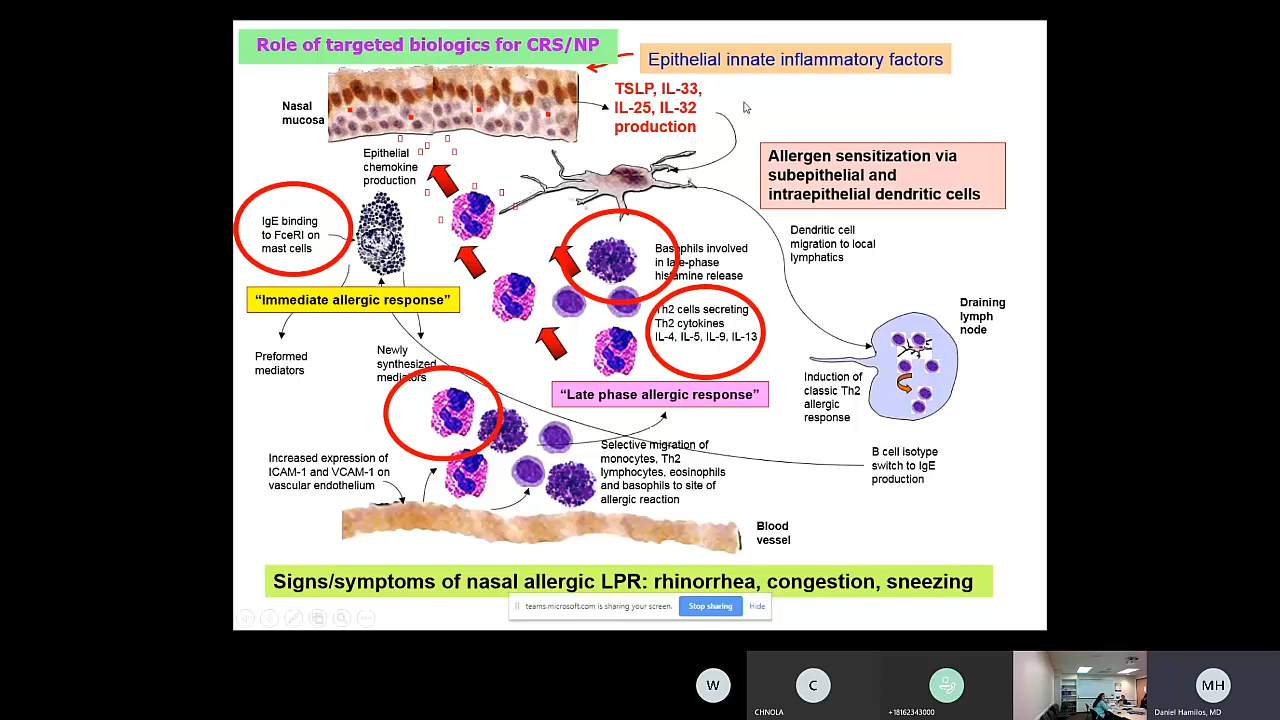 Role of targeted biologics for CRS/NP
Epithelial innate inflammatory factors
TSLP, IL-33,
IL-25, IL-32
production
Nasal
mucosa
Epithelial
chemokine
production
Allergen sensitization via
subepithelial and
intraepithelial dendritic cells
IgE binding
to FceRI on
mast cells
Basophils involved
in late-phase
histamine release
Dendritic cell
migration to local
lymphatics
"Immediate allergic response"
Th2 cells secreting
Th2 cytokines
IL-4, IL-5, IL-9, IL-13
Draining
lymph
node
Preformed
mediators
Newly
synthesized
mediators
"Late phase allergic response"
Induction of
classic Th2
allergic
response
Increased expression of
ICAM-1 and VCAM-1 on
vascular endothelium
Selective migration of
monocytes, Th2
lymphocytes, eosinophils
and basophils to site of
allergic reaction
B cell isotype
switch to IgE
production
Blood
vessel
Signs/symptoms of nasal allergic LPR: rhinorrhea, congestion, sneezing
teams.microsoft.com is sharing your screen.
Stop sharing
Hide
W
C
MH
CHNOLA
+18162343000
Daniel Hamilos, MD